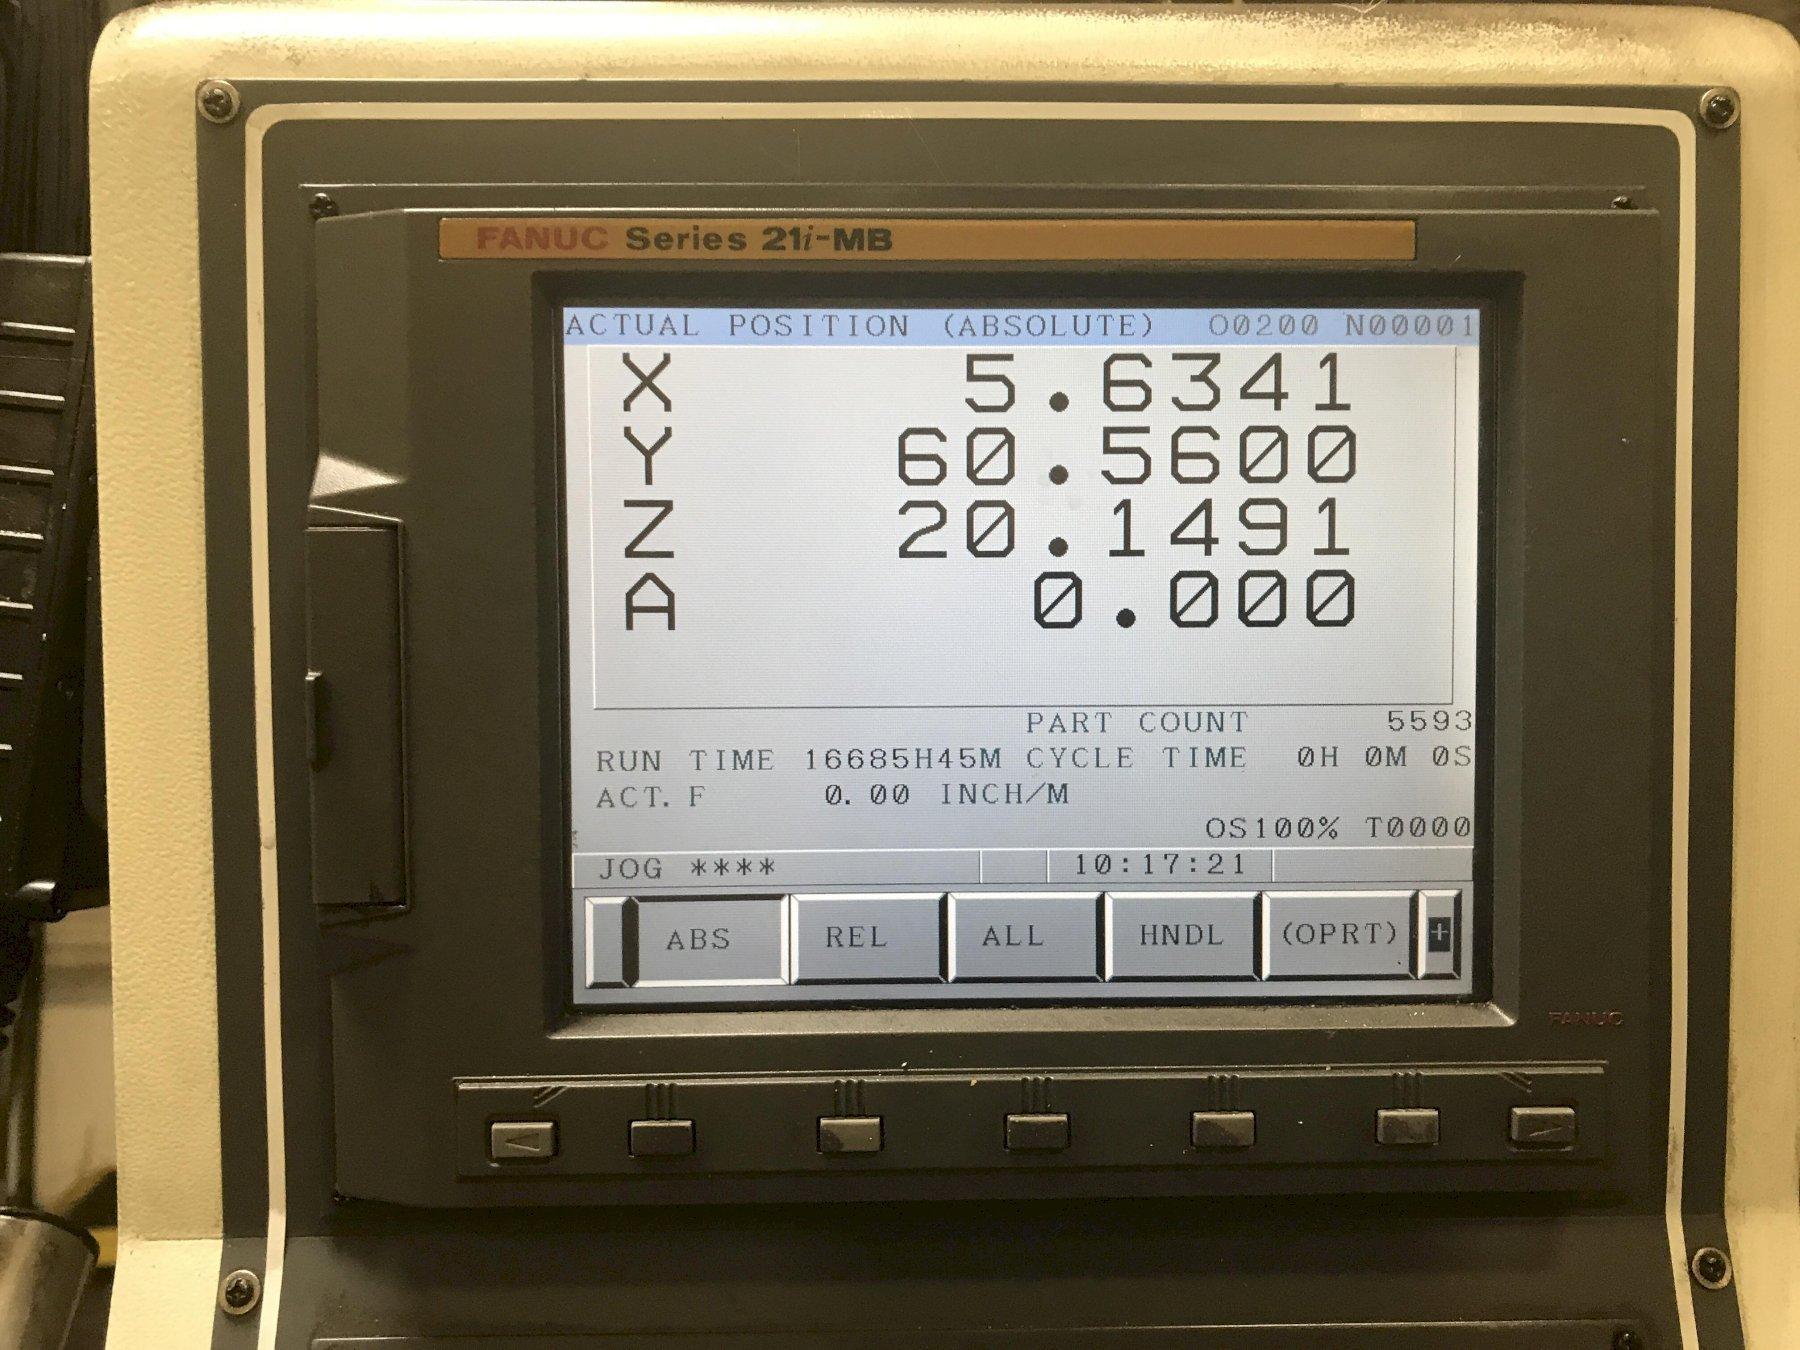 FANUC Series 21i-MB
ACTUAL POSITION (ABSOLUTE) O0200 N00001
X 5.6341
Y 60.5600
Z 20.1491
A 0.000
PART COUNT 5593
RUN TIME 16685H45M CYCLE TIME 0H 0M 0S
ACT. F 0.00 INCH/M
OS100% T0000
JOG **** 10:17:21
ABS REL ALL HNDL (OPRT) +
FANUC